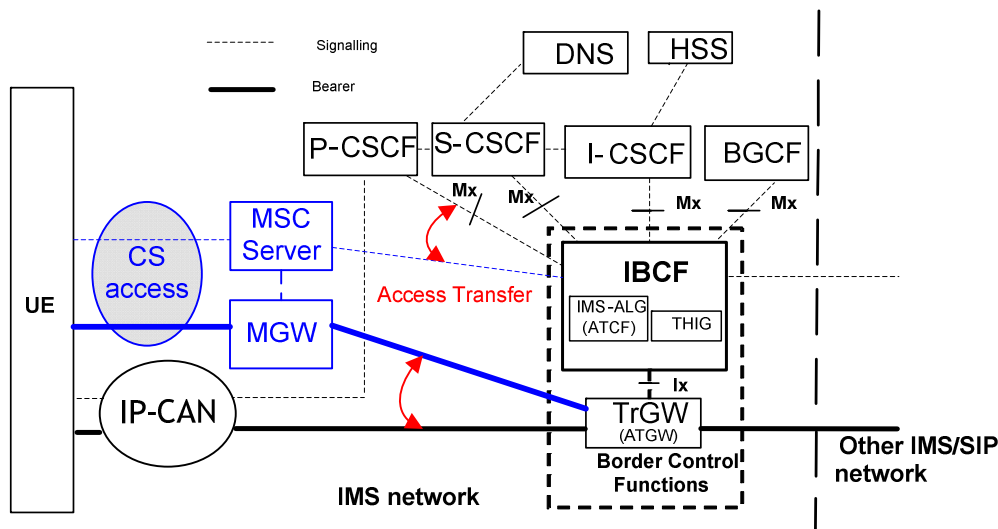 Signalling
Bearer
DNS
HSS
P-CSCF
S-CSCF
I-CSCF
BGCF
Mx
Mx
Mx
Mx
MSC
Server
CS
access
IBCF
Access Transfer
UE
IMS-ALG
(ATCF)
THIG
MGW
Ix
IP-CAN
TrGW
(ATGW)
Border Control
Functions
Other IMS/SIP
network
IMS network